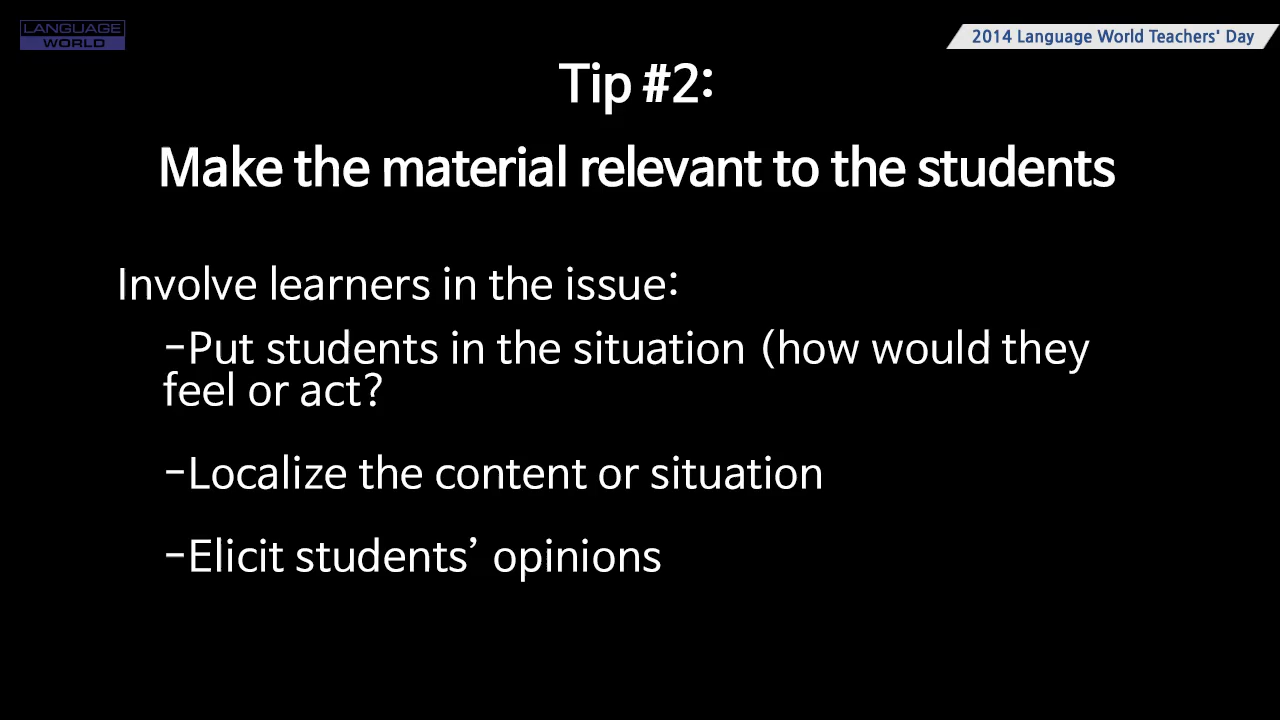 LANGUAGE
WORLD
2014 Language World Teachers' Day
Tip #2:
Make the material relevant to the students
Involve learners in the issue:
-Put students in the situation (how would they
feel or act?
-Localize the content or situation
-Elicit students’ opinions